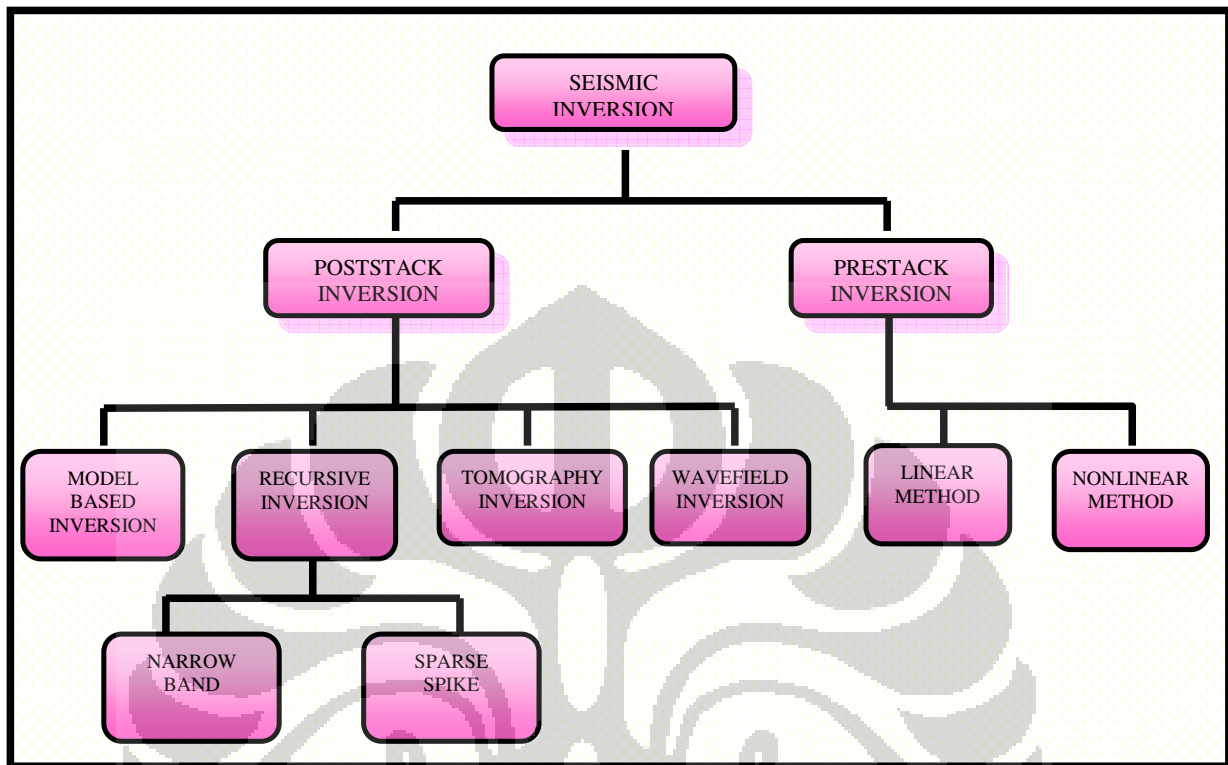 SEISMIC
INVERSION
POSTSTACK
INVERSION
PRESTACK
INVERSION
MODEL
BASED
INVERSION
RECURSIVE
INVERSION
TOMOGRAPHY
INVERSION
WAVEFIELD
INVERSION
LINEAR
METHOD
NONLINEAR
METHOD
NARROW
BAND
SPARSE
SPIKE